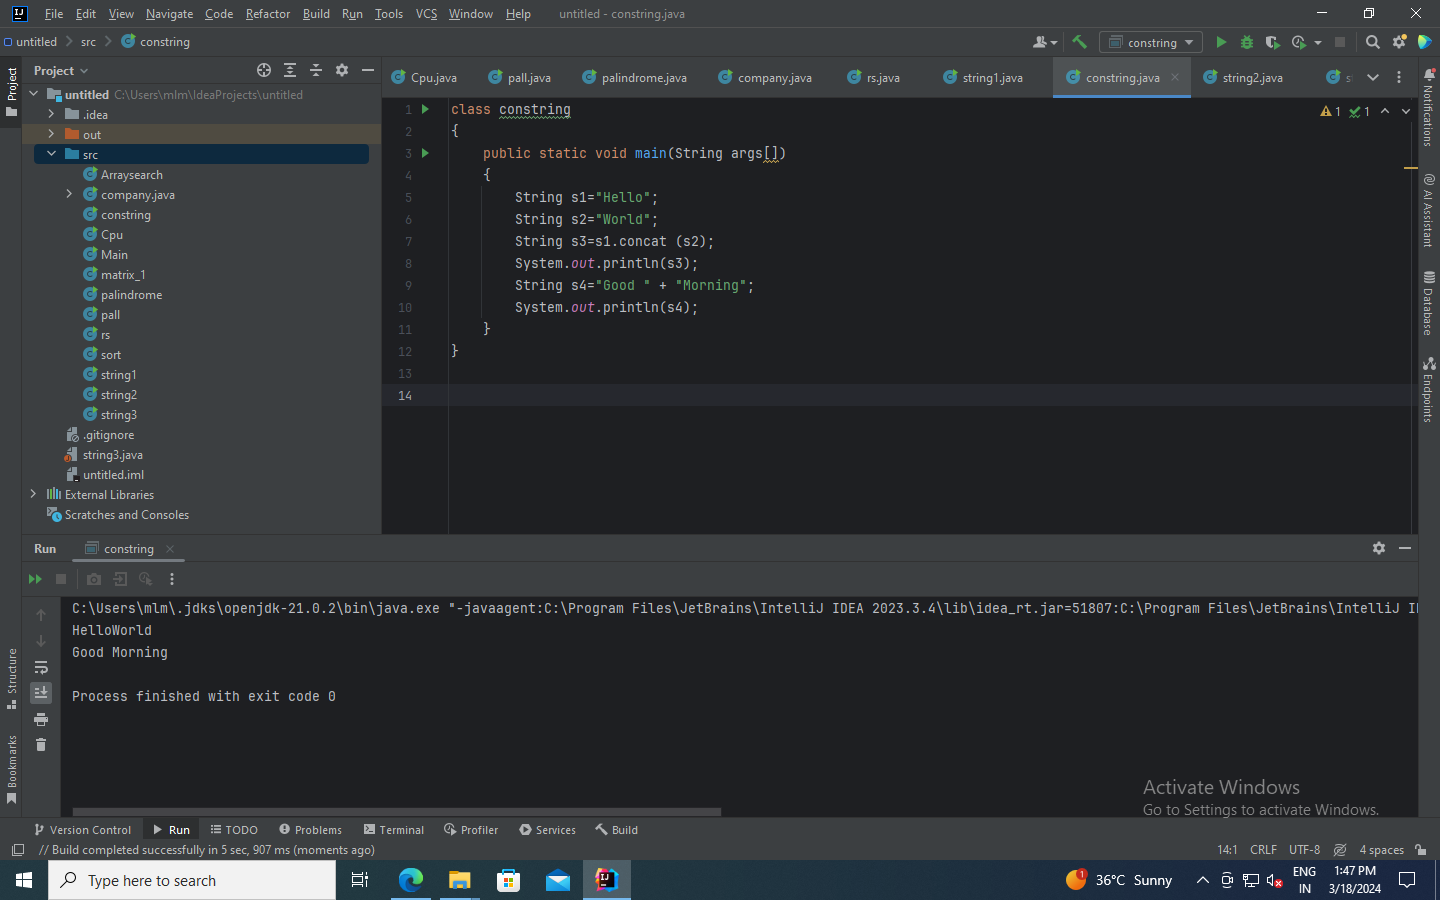 File Edit View Navigate Code Refactor Build Run Tools VCS Window Help untitled - constring.java
untitled src constring
constring
Project
Cpu.java pall.java palindrome.java company.java rs.java string1.java constring.java string2.java
untitled C:\Users\mlm\IdeaProjects\untitled
.idea
out
src
Arraysearch
company.java
constring
Cpu
Main
matrix_1
palindrome
pall
rs
sort
string1
string2
string3
.gitignore
string3.java
untitled.iml
External Libraries
Scratches and Consoles
1 class constring
2 {
3 public static void main(String args[])
4 {
5 String s1="Hello";
6 String s2="World";
7 String s3=s1.concat (s2);
8 System.out.println(s3);
9 String s4="Good " + "Morning";
10 System.out.println(s4);
11 }
12 }
13
14
1 1
Project
Structure
Bookmarks
Notifications
AI Assistant
Database
Endpoints
Run constring
C:\Users\mlm\.jdks\openjdk-21.0.2\bin\java.exe "-javaagent:C:\Program Files\JetBrains\IntelliJ IDEA 2023.3.4\lib\idea_rt.jar=51807:C:\Program Files\JetBrains\IntelliJ
HelloWorld
Good Morning
Process finished with exit code 0
Activate Windows
Go to Settings to activate Windows.
Version Control Run TODO Problems Terminal Profiler Services Build
// Build completed successfully in 5 sec, 907 ms (moments ago)
14:1 CRLF UTF-8 4 spaces
Type here to search
1
36°C Sunny
ENG
IN
1:47 PM
3/18/2024